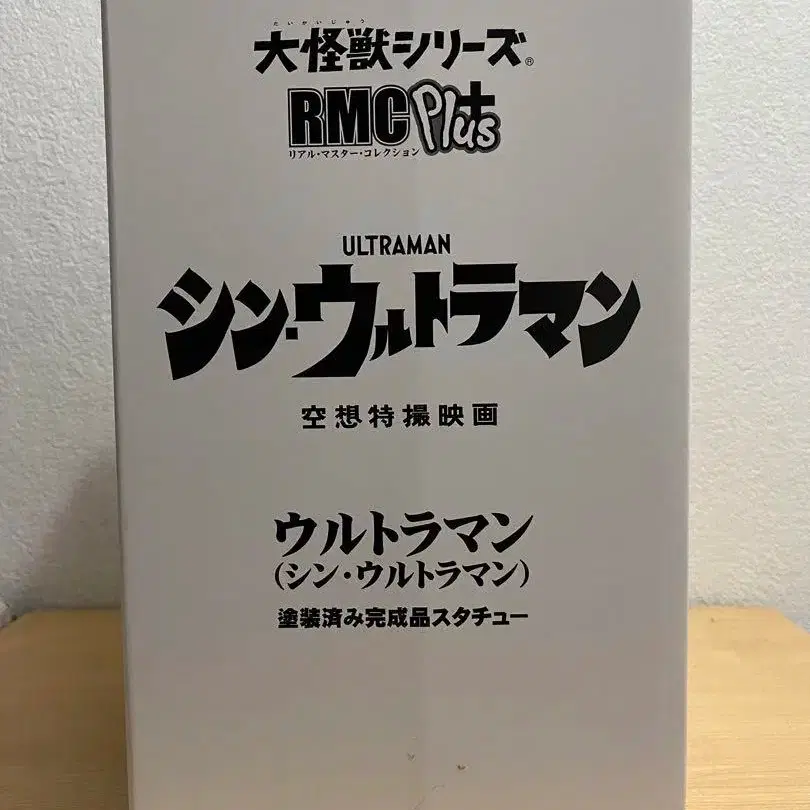 だいかいじゅう
大怪獣シリーズ®
RMC Plus
リアル・マスター・コレクション
ULTRAMAN
シン・ウルトラマン
空想特撮映画
ウルトラマン
(シン・ウルトラマン)
塗装済み完成品スタチュー